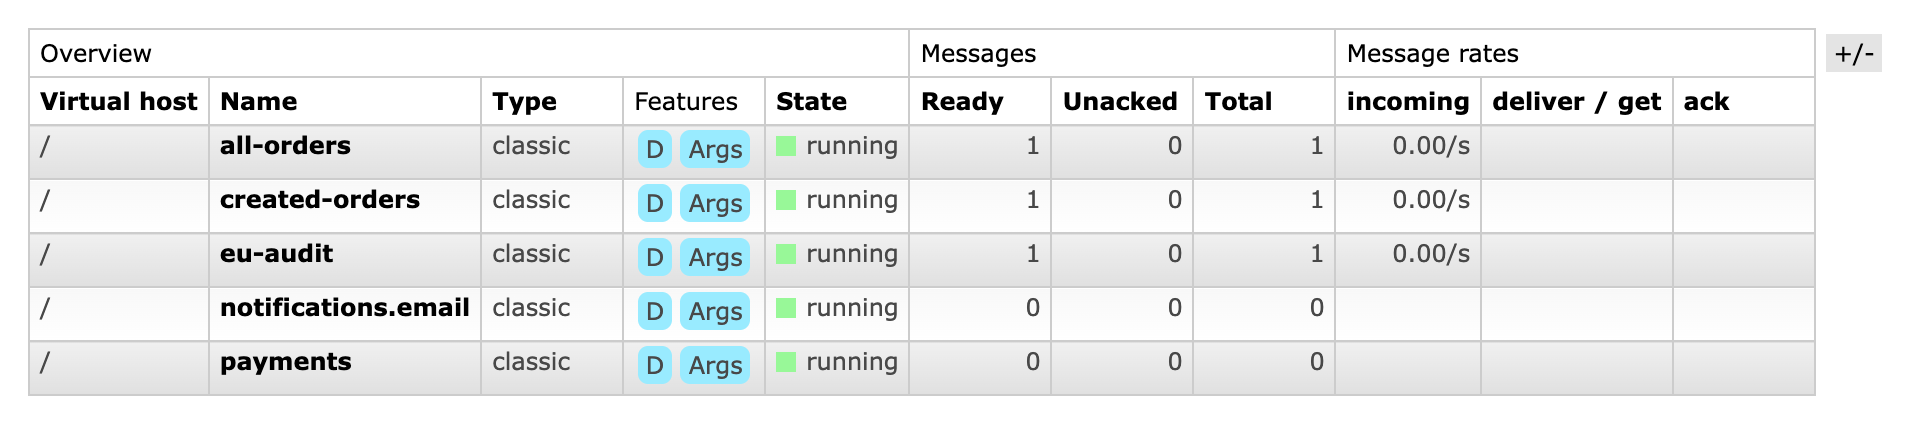 Overview Messages Message rates +/-
Virtual host Name Type Features State Ready Unacked Total incoming deliver / get ack
/ all-orders classic D Args running 1 0 1 0.00/s
/ created-orders classic D Args running 1 0 1 0.00/s
/ eu-audit classic D Args running 1 0 1 0.00/s
/ notifications.email classic D Args running 0 0 0
/ payments classic D Args running 0 0 0